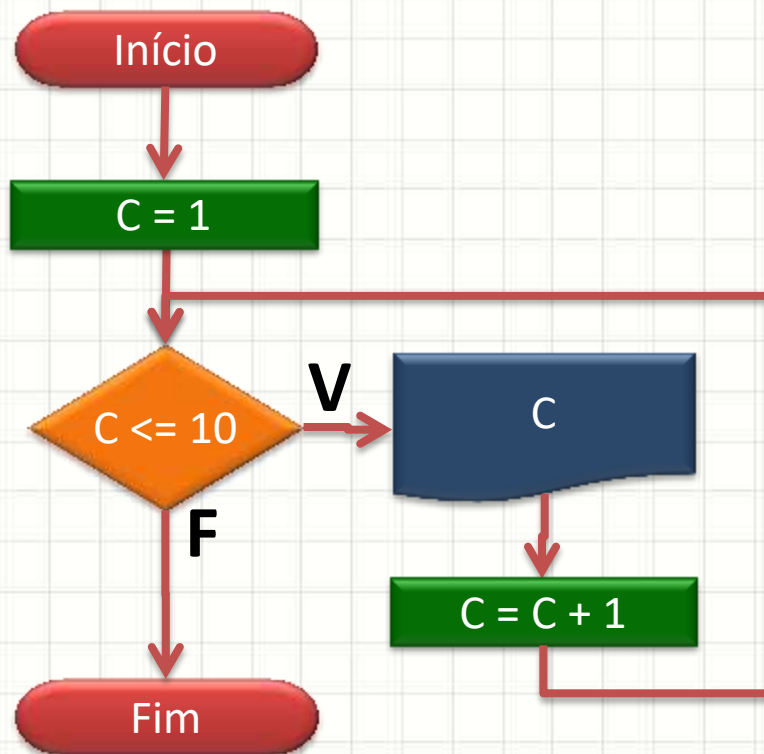 Início
C = 1
C <= 10
V
C
F
C = C + 1
Fim